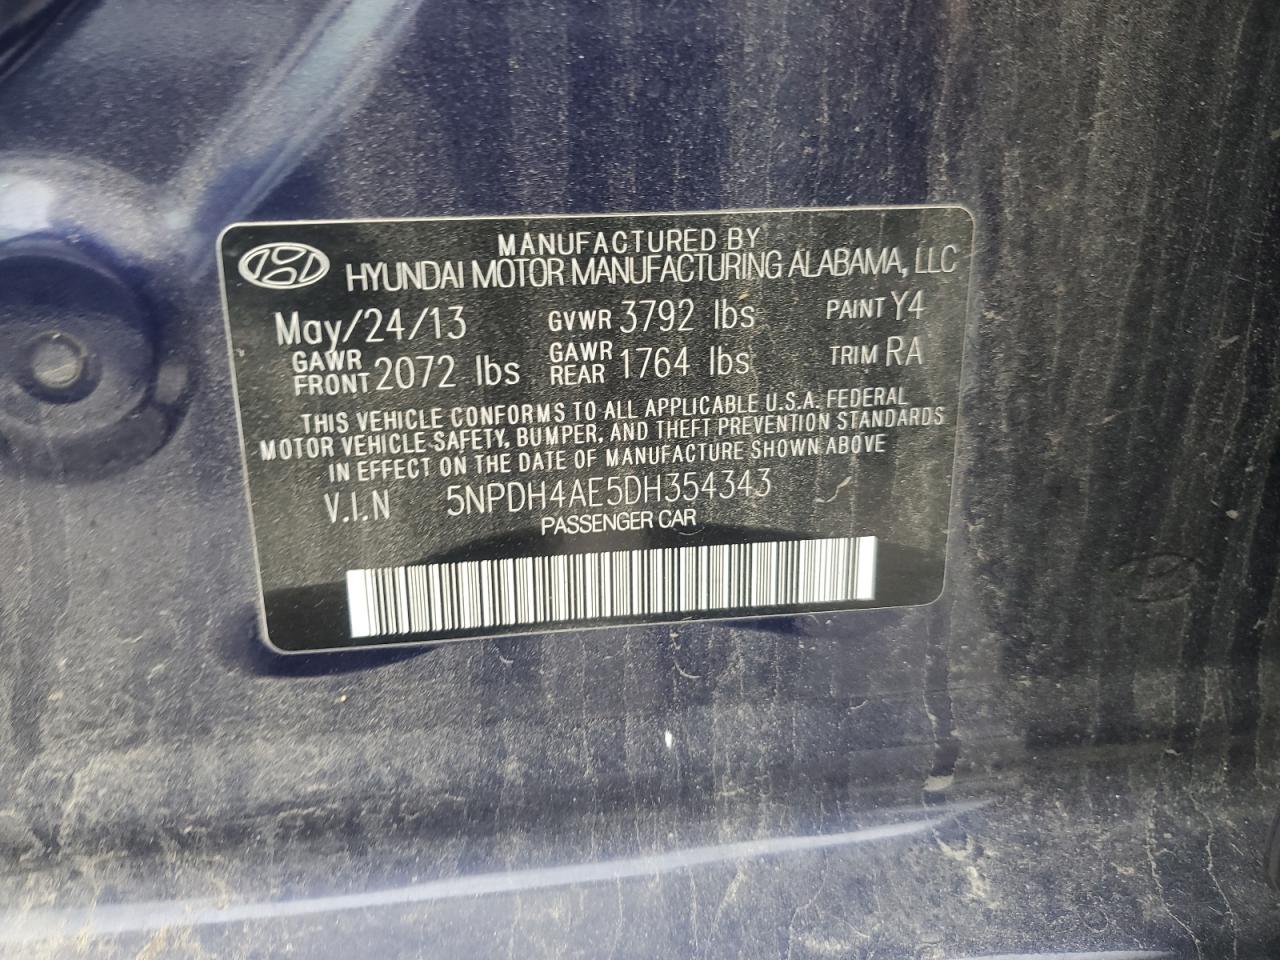 MANUFACTURED BY
HYUNDAI MOTOR MANUFACTURING ALABAMA, LLC
May/24/13 GVWR 3792 lbs PAINT Y4
GAWR FRONT 2072 lbs GAWR REAR 1764 lbs TRIM RA
THIS VEHICLE CONFORMS TO ALL APPLICABLE U.S.A. FEDERAL
MOTOR VEHICLE SAFETY, BUMPER, AND THEFT PREVENTION STANDARDS
IN EFFECT ON THE DATE OF MANUFACTURE SHOWN ABOVE
V.I.N 5NPDH4AE5DH354343
PASSENGER CAR